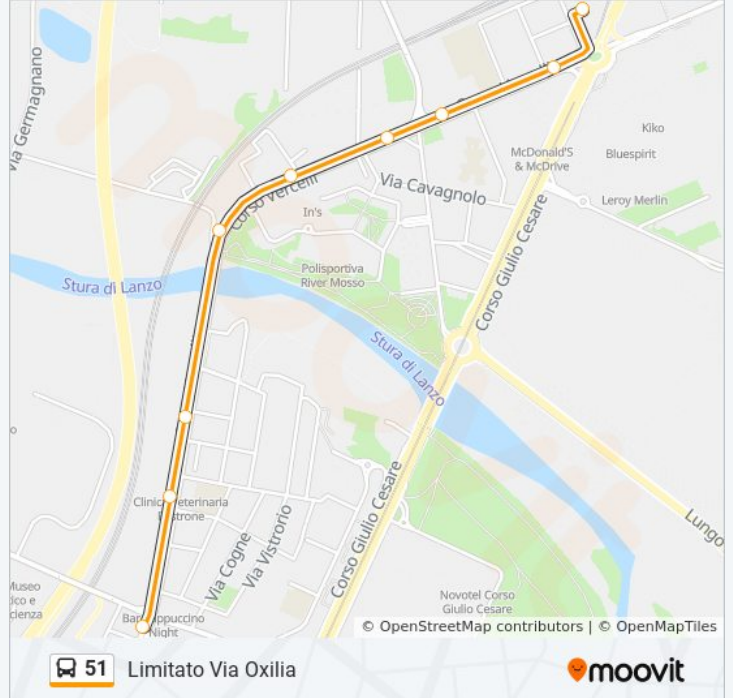 Via Germagnano
Kiko
McDonald'S
& McDrive
Bluespirit
Via Cavagnolo
Leroy Merlin
Corso Vercelli
In's
Corso Giulio Cesare
Polisportiva
River Mosso
Stura di Lanzo
Stura di Lanzo
Corso Giulio Cesare
Clinica Veterinaria
Via Cogne
Via Vistrorio
Lungo
Museo
Novotel Corso
Giulio Cesare
Night
© OpenStreetMap contributors | © OpenMapTiles
51 Limitato Via Oxilia
moovit